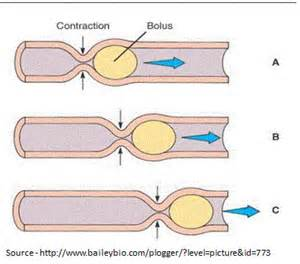 Contraction
Bolus
A
B
C
Source - http://www.baileybio.com/plogger/?level=picture&id=773